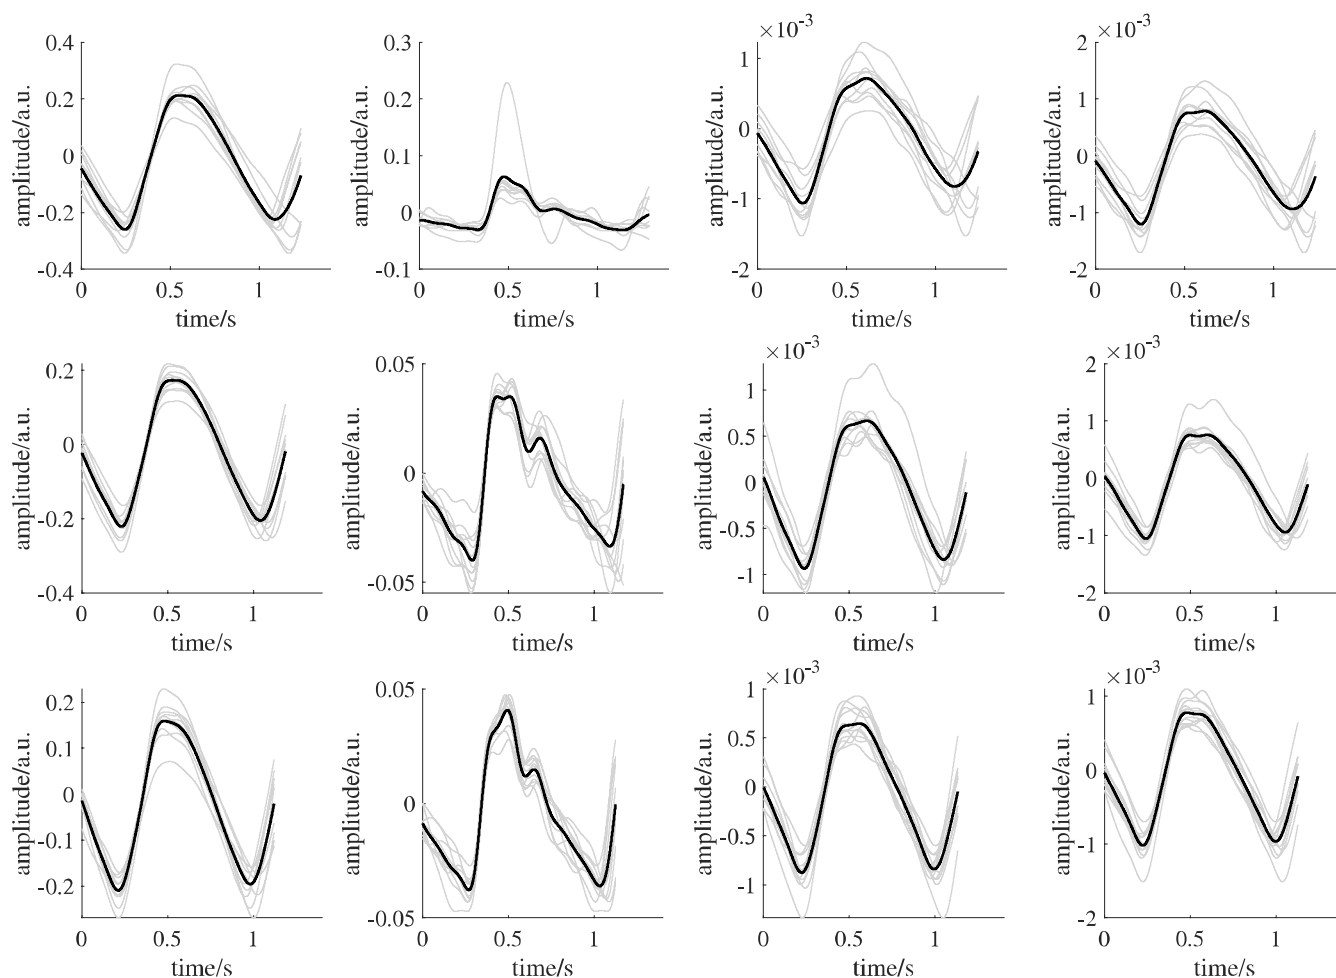 0.4
0.2
0
-0.2
-0.4
amplitude/a.u.
0 0.5 1
time/s
0.3
0.2
0.1
0
-0.1
amplitude/a.u.
0 0.5 1
time/s
×10⁻³
1
0
-1
-2
amplitude/a.u.
0 0.5 1
time/s
×10⁻³
2
1
0
-1
-2
amplitude/a.u.
0 0.5 1
time/s
0.2
0
-0.2
-0.4
amplitude/a.u.
0 0.5 1
time/s
0.05
0
-0.05
amplitude/a.u.
0 0.5 1
time/s
×10⁻³
1
0.5
0
-0.5
-1
amplitude/a.u.
0 0.5 1
time/s
×10⁻³
2
1
0
-1
-2
amplitude/a.u.
0 0.5 1
time/s
0.2
0.1
0
-0.1
-0.2
amplitude/a.u.
0 0.5 1
time/s
0.05
0
-0.05
amplitude/a.u.
0 0.5 1
time/s
1
×10⁻³
0.5
0
-0.5
-1
amplitude/a.u.
0 0.5 1
time/s
×10⁻³
1
0
-1
-2
amplitude/a.u.
0 0.5 1
time/s